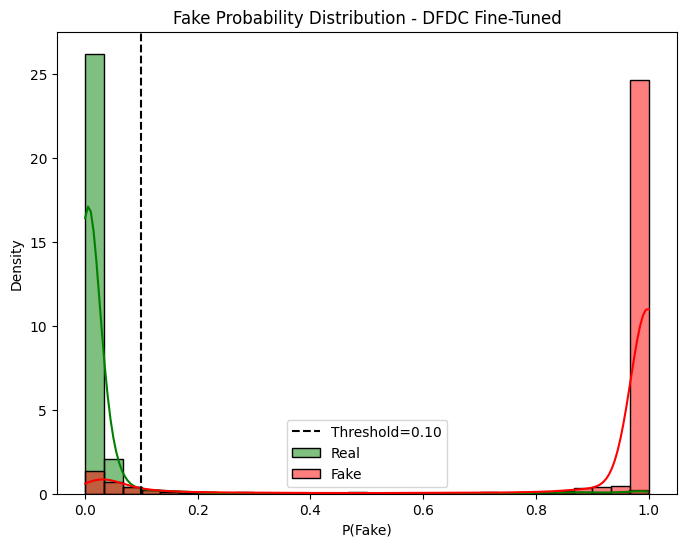 Fake Probability Distribution - DFDC Fine-Tuned
Density
25
20
15
10
5
0
Threshold=0.10
Real
Fake
0.0 0.2 0.4 0.6 0.8 1.0
P(Fake)